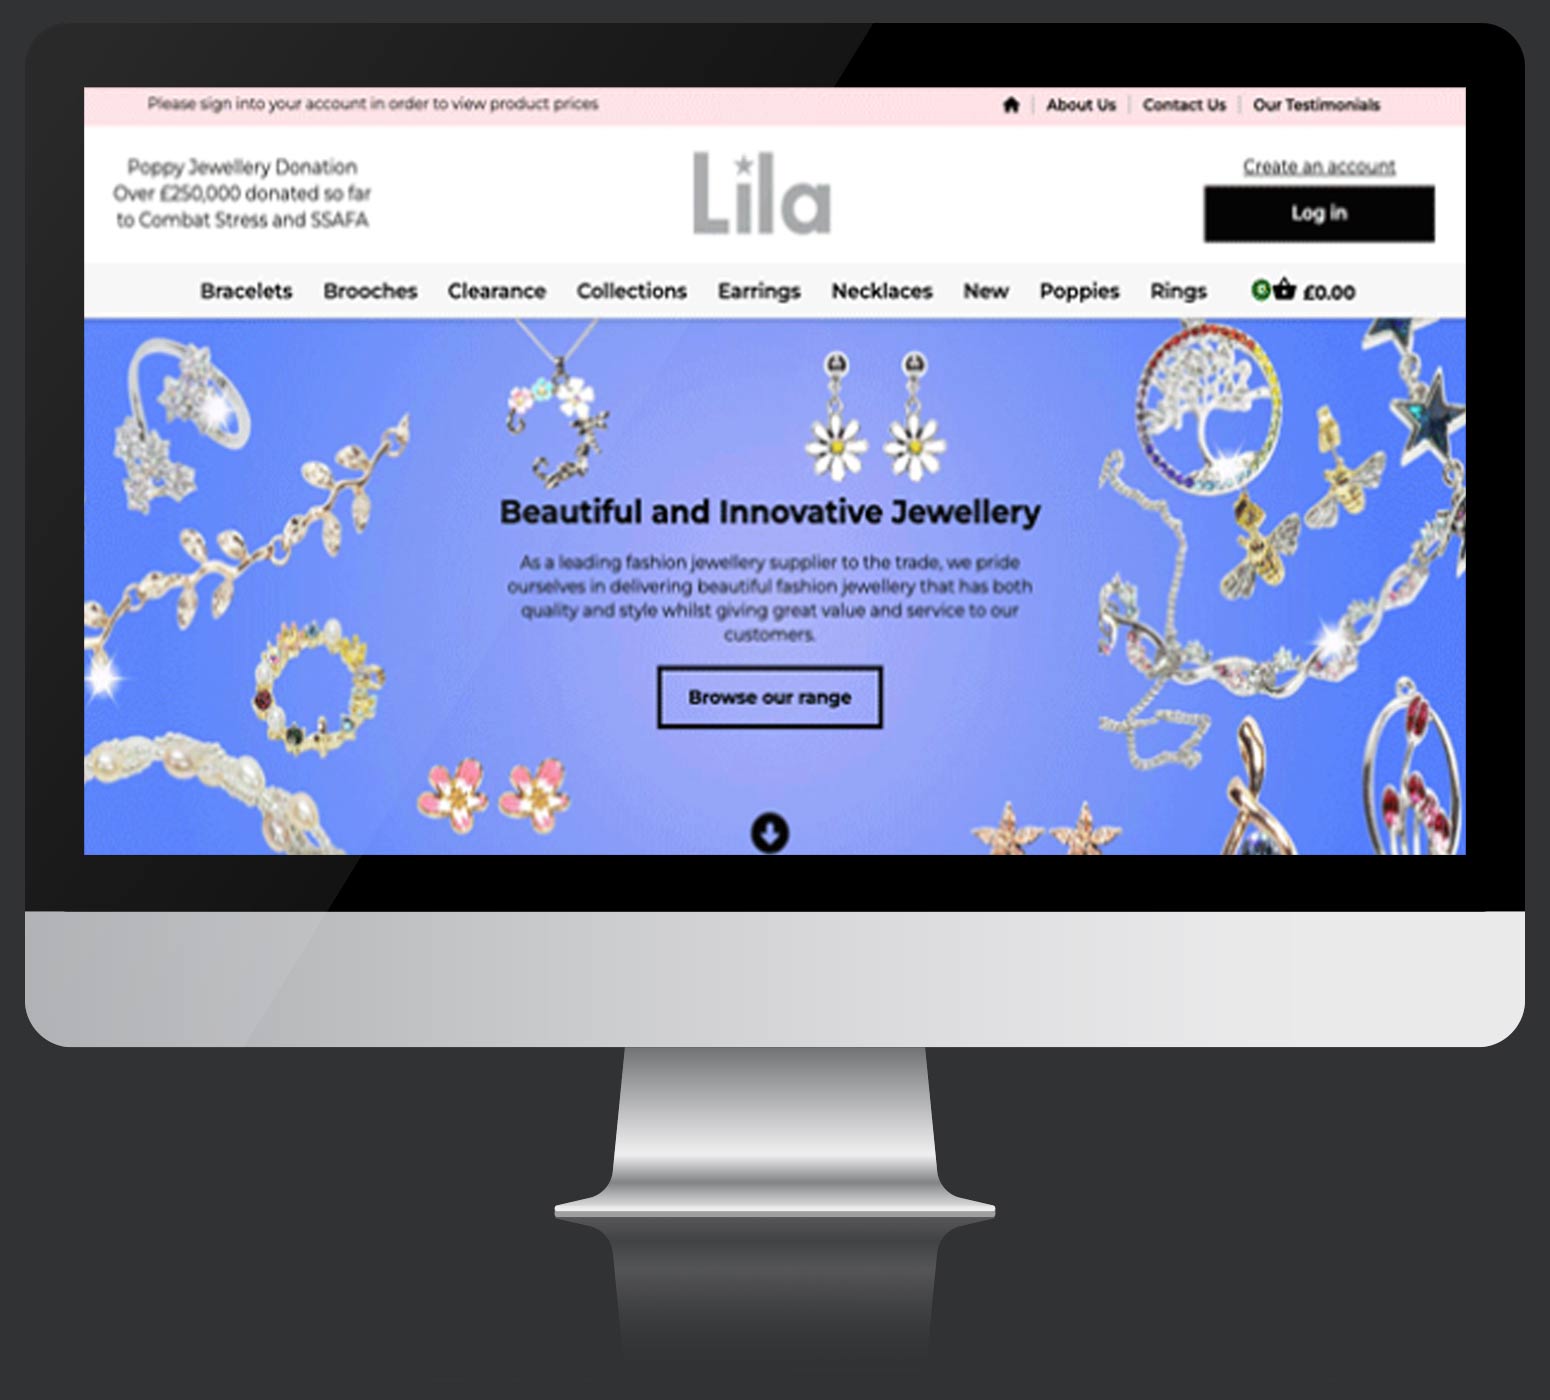 Please sign into your account in order to view product prices
About Us
Contact Us
Our Testimonials
Poppy Jewellery Donation
Over £250,000 donated so far
to Combat Stress and SSAFA
Lila
Create an account
Log in
Bracelets
Brooches
Clearance
Collections
Earrings
Necklaces
New
Poppies
Rings
£0.00
Beautiful and Innovative Jewellery
As a leading fashion jewellery supplier to the trade, we pride
ourselves in delivering beautiful fashion jewellery that has both
quality and style whilst giving great value and service to our
customers.
Browse our range